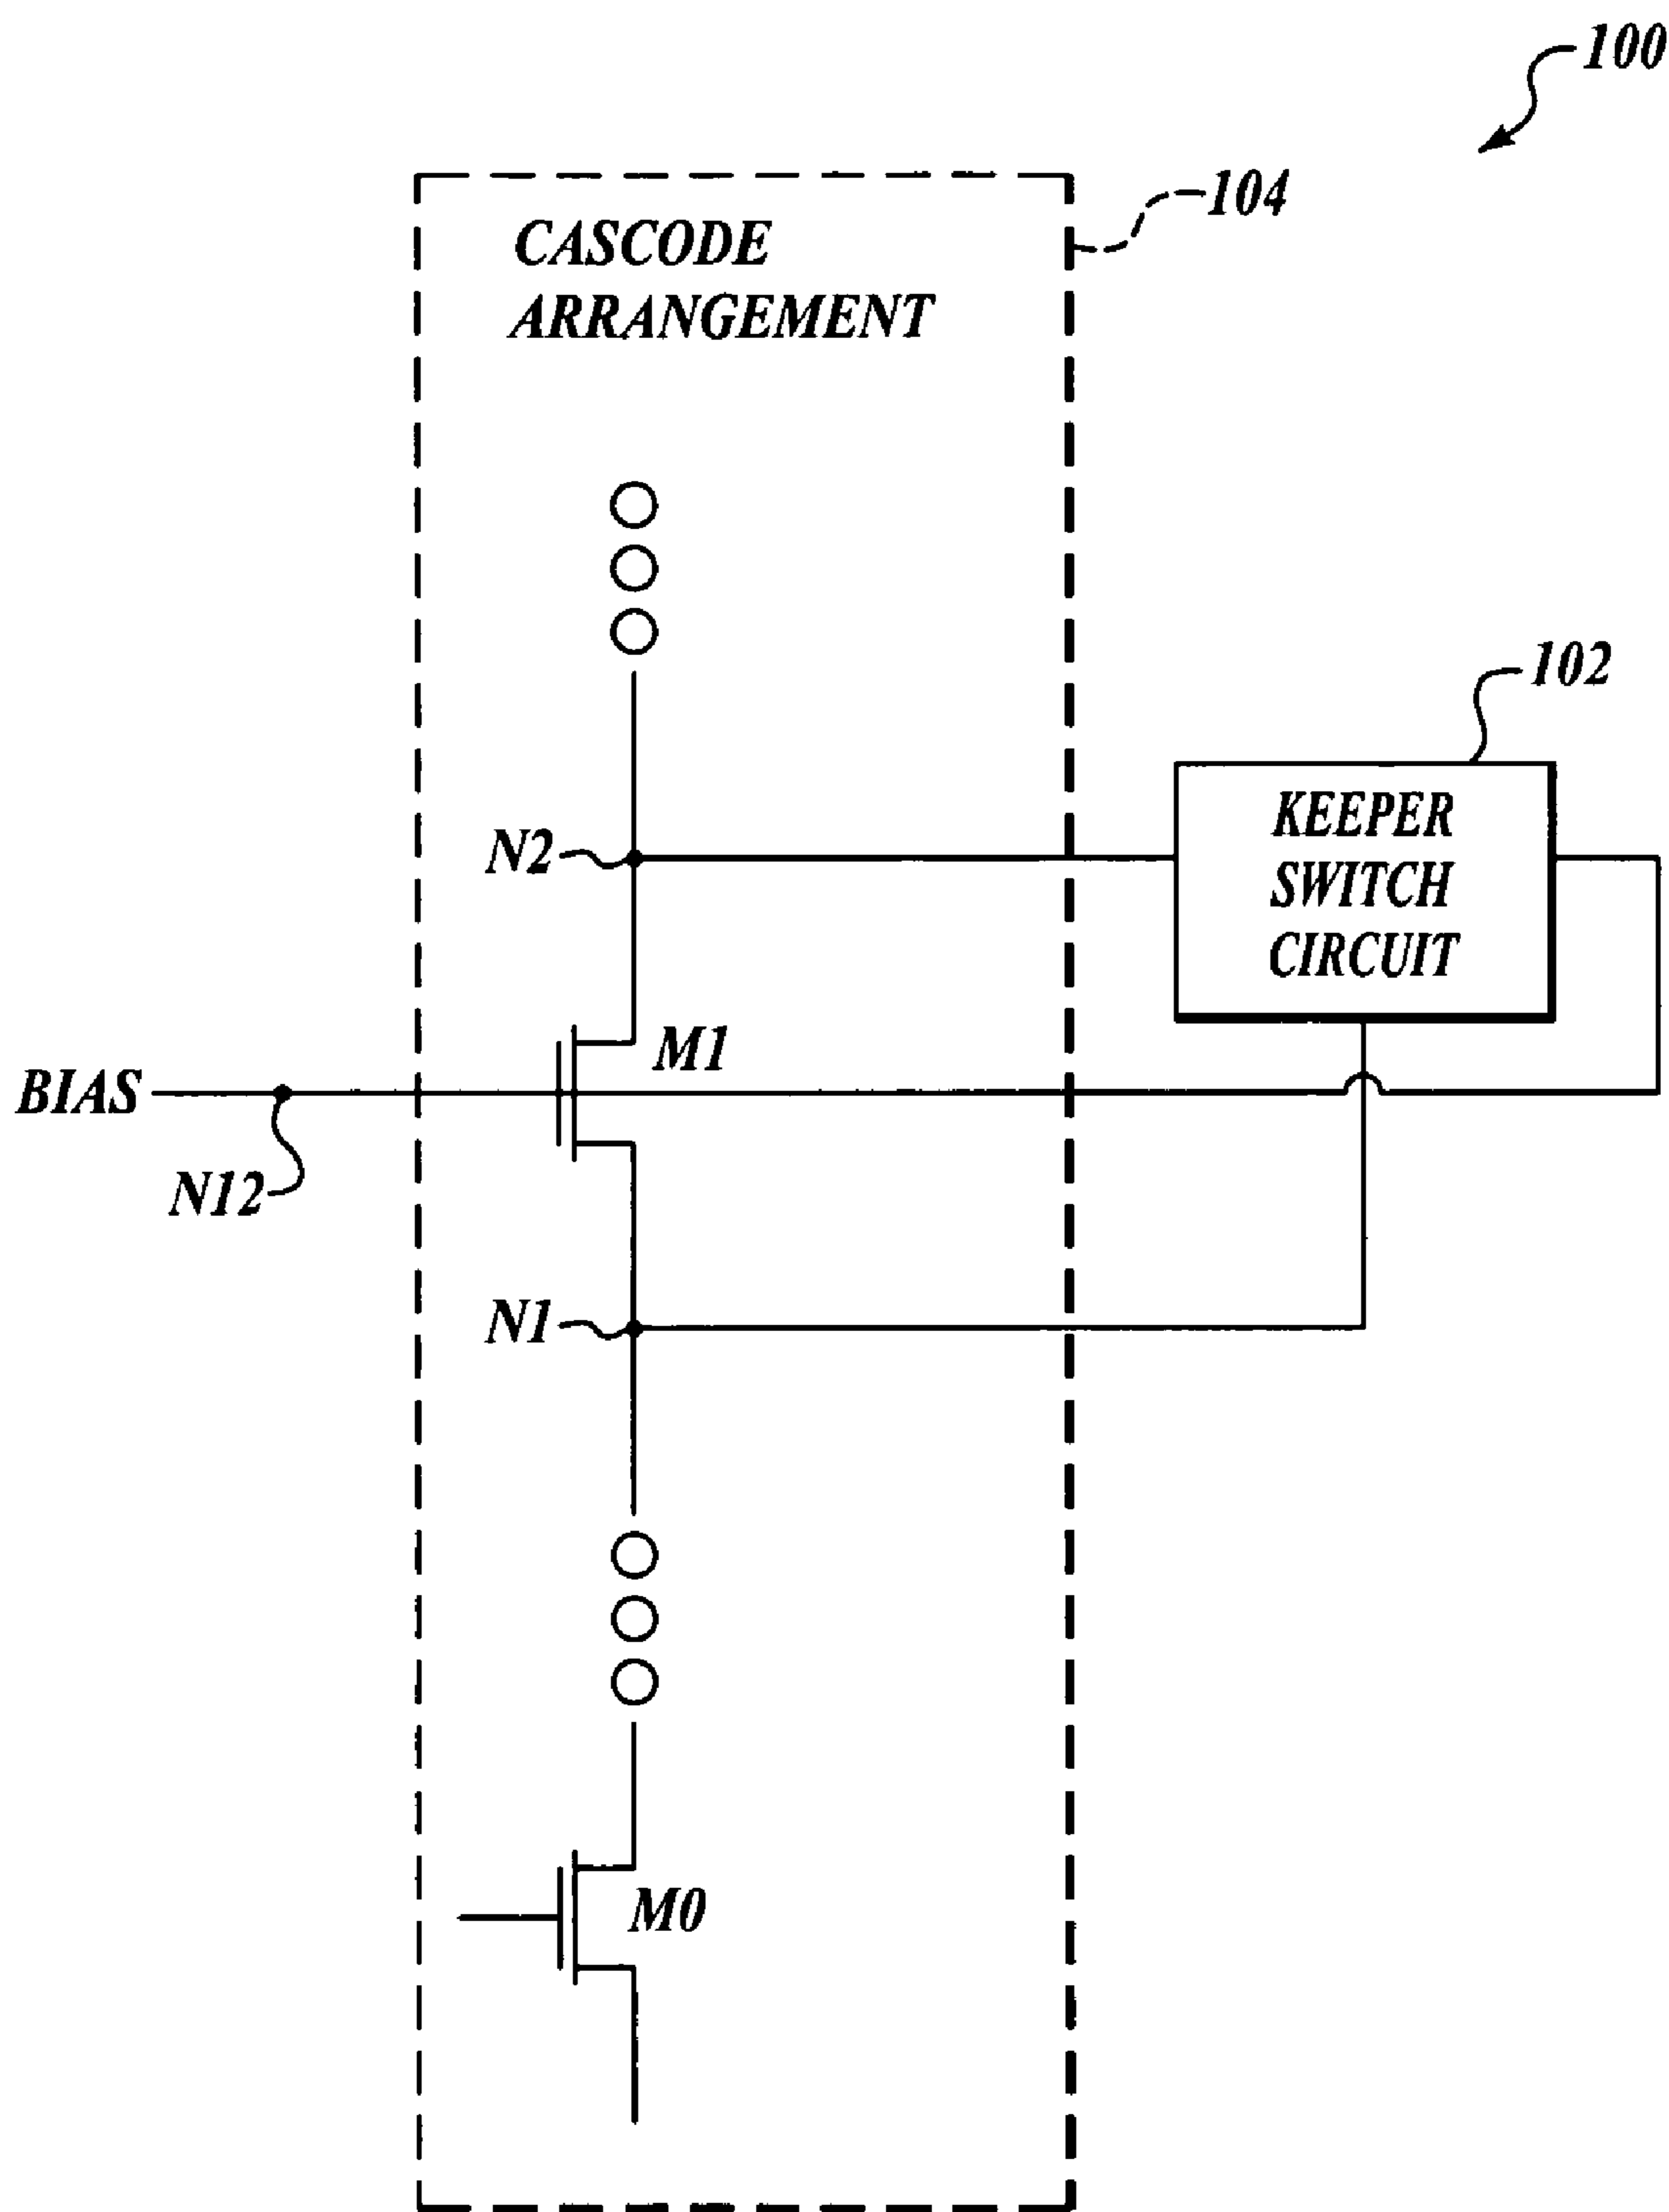 100
104
CASCODE
ARRANGEMENT
102
KEEPER
SWITCH
CIRCUIT
N2
M1
BIAS
N12
N1
M0